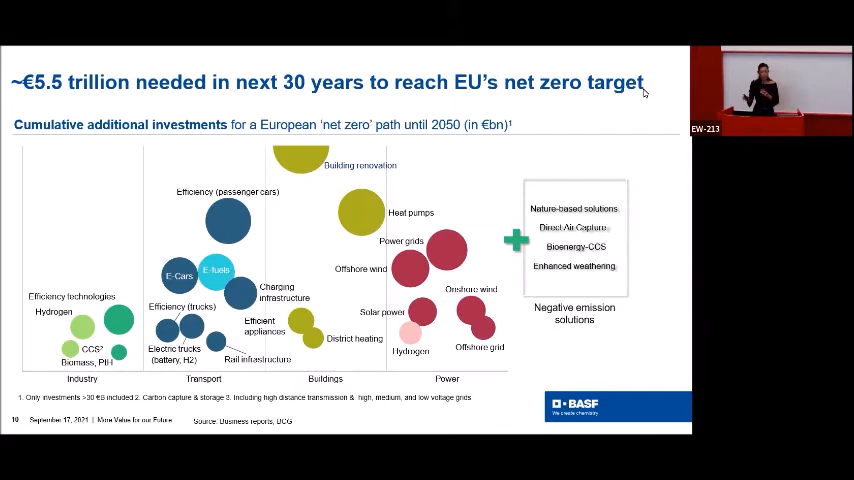 ~€5.5 trillion needed in next 30 years to reach EU's net zero target
Cumulative additional investments for a European 'net zero' path until 2050 (in €bn)¹
Building renovation
Efficiency (passenger cars)
Heat pumps
Power grids
Offshore wind
E-Cars
E-fuels
Charging
infrastructure
Onshore wind
Efficiency technologies
Hydrogen
Efficiency (trucks)
Efficient
appliances
Solar power
CCS²
Biomass, PtH
Electric trucks
(battery, H2)
Rail infrastructure
District heating
Hydrogen
Offshore grid
Industry
Transport
Buildings
Power
Nature-based solutions
Direct Air Capture
Bioenergy-CCS
Enhanced weathering
Negative emission
solutions
1. Only investments >30 €B included 2. Carbon capture & storage 3. Including high distance transmission & high, medium, and low voltage grids
10 September 17, 2021 | More Value for our Future
Source: Business reports, BCG
BASF
We create chemistry
EW-213